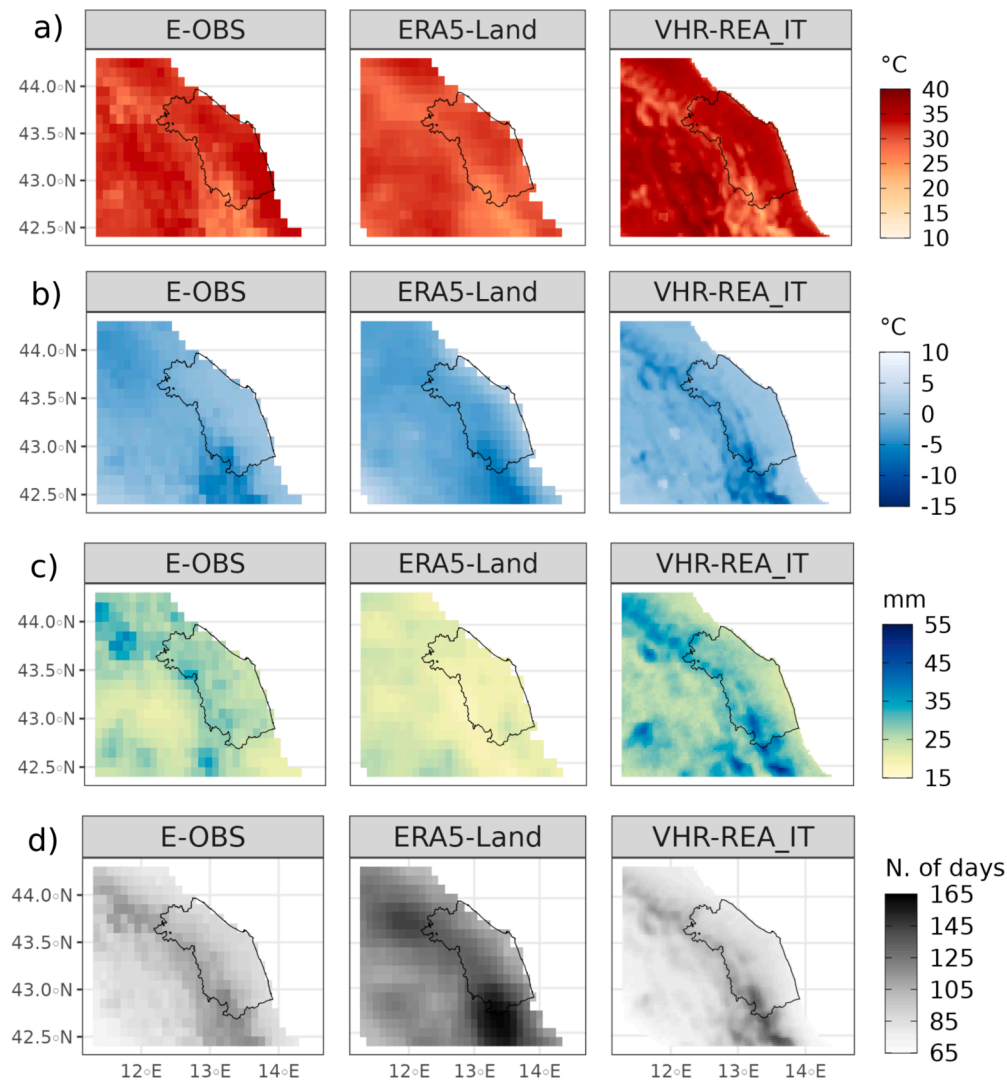 a)
E-OBS ERA5-Land VHR-REA_IT
°C
44.0◦N
43.5◦N
43.0◦N
42.5◦N
40
35
30
25
20
15
10
b)
E-OBS ERA5-Land VHR-REA_IT
°C
44.0◦N
43.5◦N
43.0◦N
42.5◦N
10
5
0
-5
-10
-15
c)
E-OBS ERA5-Land VHR-REA_IT
mm
44.0◦N
43.5◦N
43.0◦N
42.5◦N
55
45
35
25
15
d)
E-OBS ERA5-Land VHR-REA_IT
N. of days
44.0◦N
43.5◦N
43.0◦N
42.5◦N
165
145
125
105
85
65
12◦E 13◦E 14◦E 12◦E 13◦E 14◦E 12◦E 13◦E 14◦E